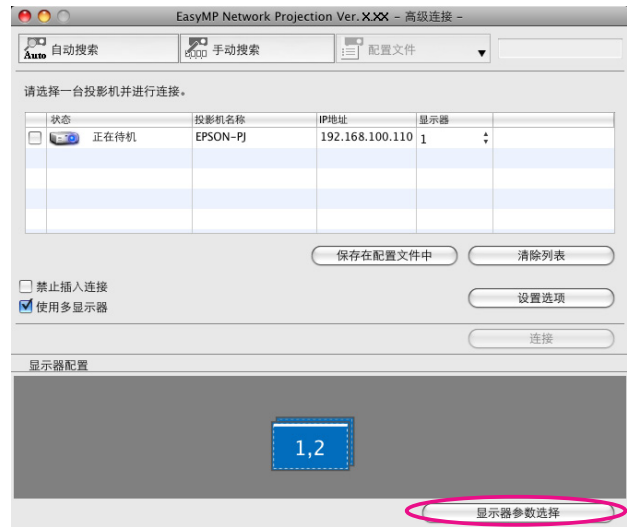 EasyMP Network Projection Ver. X.XX – 高级连接 –
Auto 自动搜索 手动搜索 配置文件
请选择一台投影机并进行连接。
状态 投影机名称 IP地址 显示器
正在待机 EPSON-PJ 192.168.100.110 1
保存在配置文件中 清除列表
禁止插入连接
设置选项
使用多显示器
连接
显示器配置
1,2
显示器参数选择